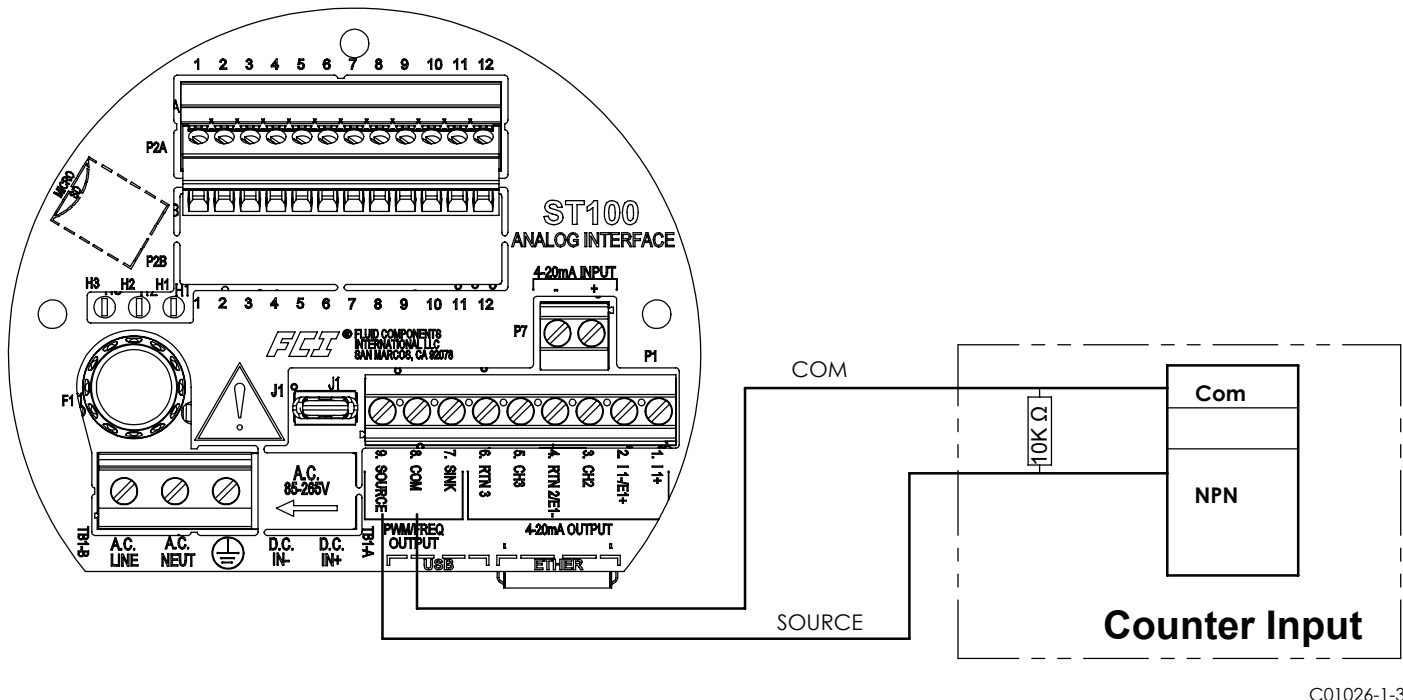 1 2 3 4 5 6 7 8 9 10 11 12
A
P2A
MICRO
SD
B
P2B
ST100
ANALOG INTERFACE
4-20mA INPUT
- +
H3 H2 H1
1 2 3 4 5 6 7 8 9 10 11 12
FCI
© FLUID COMPONENTS
INTERNATIONAL LLC
SAN MARCOS, CA 92078
P7
P1
F1
J1
J1
9. SOURCE
8. COM
7. SINK
6. RTN 3
5. CH3
4. RTN 2/E1-
3. CH2
2. I1-/E1+
1. I1+
A.C.
85-265V
PWM/FREQ
OUTPUT
4-20mA OUTPUT
TB1-B
A.C.
LINE
A.C.
NEUT
D.C.
IN-
D.C.
IN+
TB1-A
USB
ETHER
COM
SOURCE
10K Ω
Com
NPN
Counter Input
C01026-1-3